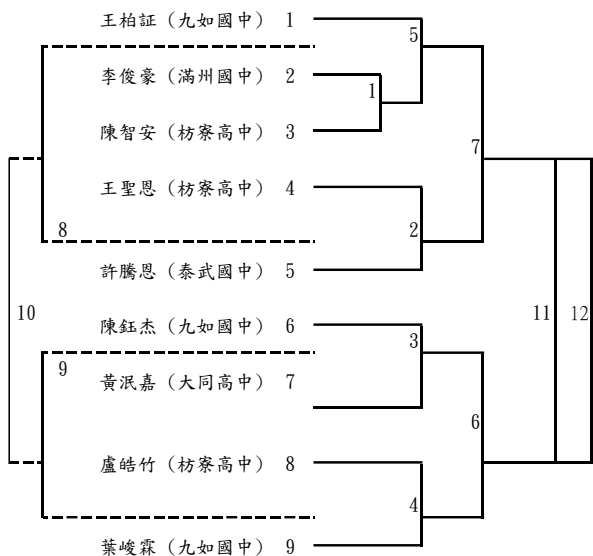 王柏証（九如國中） 1
5
李俊豪（滿州國中） 2
1
陳智安（枋寮高中） 3
7
王聖恩（枋寮高中） 4
8
2
許騰恩（泰武國中） 5
10
11
12
陳鈺杰（九如國中） 6
3
9
黃泯嘉（大同高中） 7
6
盧皓竹（枋寮高中） 8
4
葉峻霖（九如國中） 9